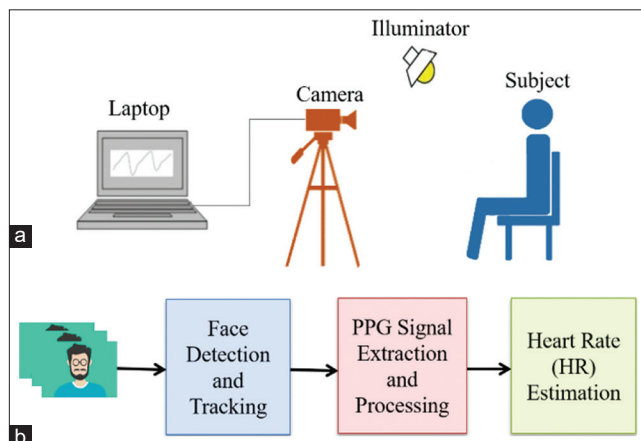 Illuminator
Camera
Subject
Laptop
a
Face
Detection
and
Tracking
PPG Signal
Extraction
and
Processing
Heart Rate
(HR)
Estimation
b